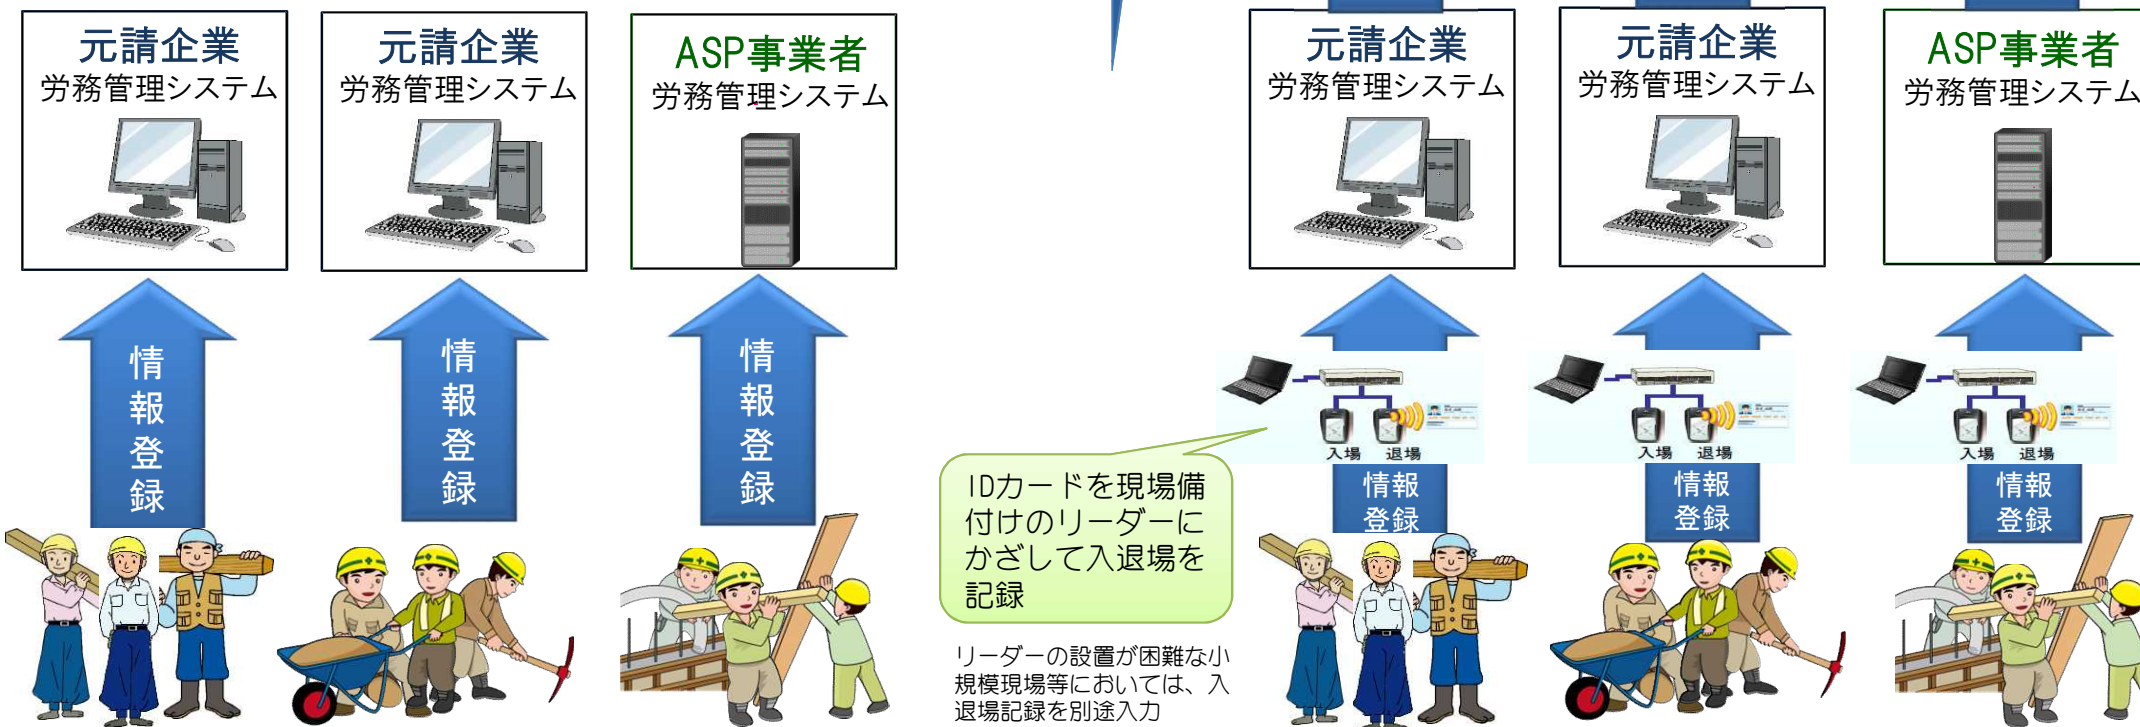 元請企業
労務管理システム
元請企業
労務管理システム
ASP事業者
労務管理システム
元請企業
労務管理システム
元請企業
労務管理システム
ASP事業者
労務管理システム
情報登録
情報登録
情報登録
入場 退場
入場 退場
入場 退場
情報
登録
情報
登録
情報
登録
IDカードを現場備
付けのリーダーに
かざして入退場を
記録
リーダーの設置が困難な小
規模現場等においては、入
退場記録を別途入力